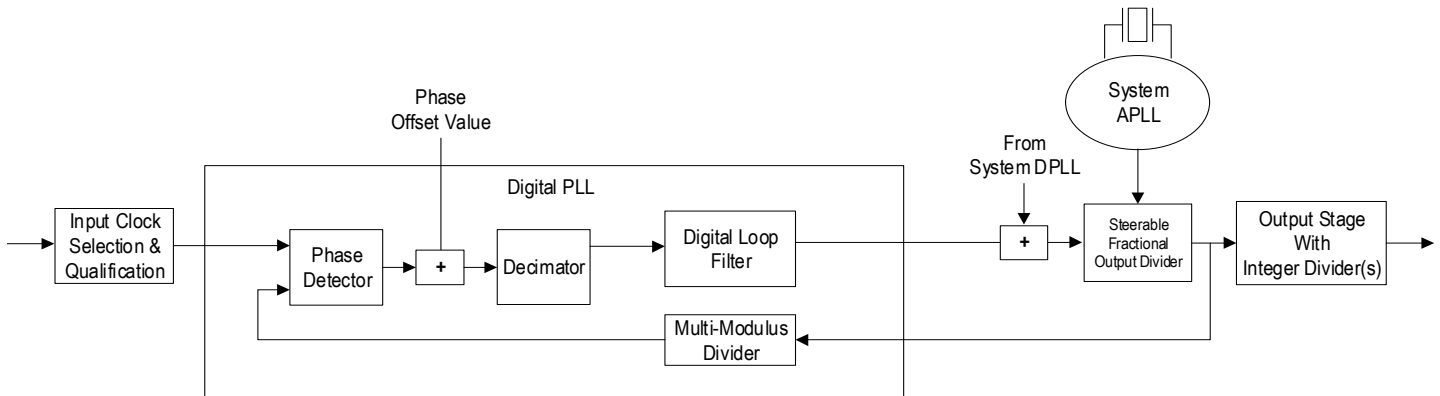 Phase
Offset Value
System
APLL
From
System DPLL
Digital PLL
Input Clock
Selection &
Qualification
Phase
Detector
+
Decimator
Digital Loop
Filter
+
Steerable
Fractional
Output Divider
Output Stage
With
Integer Divider(s)
Multi-Modulus
Divider